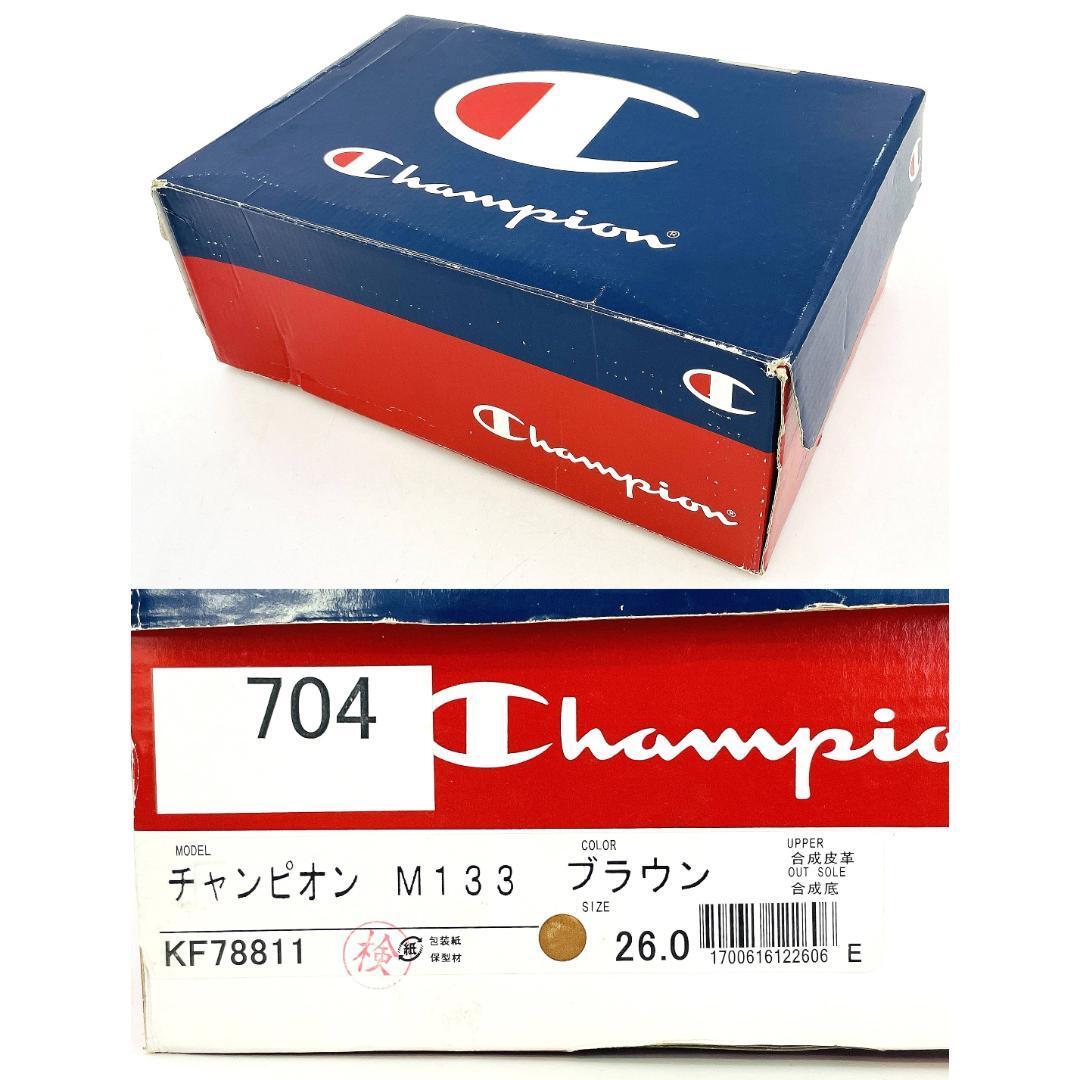 Champion®
Champion®
704
Champio
MODEL
チャンピオン M133
COLOR
ブラウン
UPPER
合成皮革
OUT SOLE
合成底
SIZE
26.0
KF78811
検
紙
包装紙
保型材
1700616122606
E